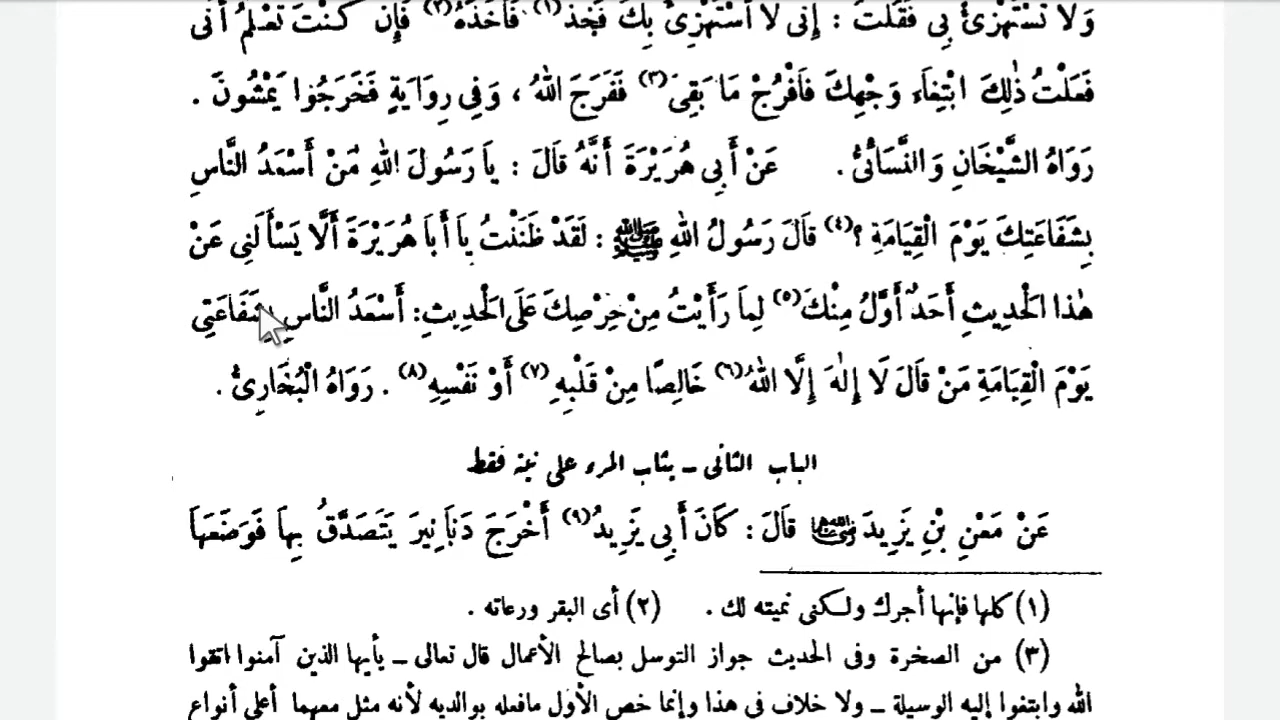 وَلَا تَسْتَهْزِئْ بِي فَقُلْتُ : إِنِّى لَا أَسْتَهْزِئُ بِكَ فَخُذْ(١) فَأَخَذَهُ(٢) فَإِن كُنْتَ تَعْلَمُ أَنِّى
فَعَلْتُ ذٰلِكَ ابْتِغَاءَ وَجْهِكَ فَافْرُجْ مَا بَقِىَ(٣) فَفَرَجَ اللهُ ، وَفِى رِوَايَةٍ فَخَرَجُوا يَمْشُونَ .
رَوَاهُ الشَّيْخَانِ وَالنَّسَائِىُّ . عَنْ أَبِى هُرَيْرَةَ أَنَّهُ قَالَ : يَا رَسُولَ اللهِ مَنْ أَسْعَدُ النَّاسِ
بِشَفَاعَتِكَ يَوْمَ الْقِيَامَةِ ؟(٤) قَالَ رَسُولُ اللهِ ﷺ : لَقَدْ ظَنَنْتُ يَا أَبَا هُرَيْرَةَ أَلَّا يَسْأَلَنِى عَنْ
هٰذَا الْحَدِيثِ أَحَدٌ أَوَّلُ مِنْكَ(٥) لِمَا رَأَيْتُ مِنْ حِرْصِكَ عَلَى الْحَدِيثِ: أَسْعَدُ النَّاسِ بِشَفَاعَتِى
يَوْمَ الْقِيَامَةِ مَنْ قَالَ لَا إِلٰهَ إِلَّا اللهُ(٦) خَالِصًا مِنْ قَلْبِهِ(٧) أَوْ نَفْسِهِ(٨) . رَوَاهُ الْبُخَارِىُّ .
الباب الثانى – يثاب المرء على نيته فقط
عَنْ مَعْنِ بْنِ يَزِيدَ رضي الله عنه قَالَ : كَانَ أَبِى يَزِيدُ(٩) أَخْرَجَ دَنَانِيرَ يَتَصَدَّقُ بِهَا فَوَضَعَهَا
(١) كلها فإنها أجرك ولكنى نميته لك . (٢) أى البقر ورعاته .
(٣) من الصخرة وفى الحديث جواز التوسل بصالح الأعمال قال تعالى – يأيها الذين آمنوا اتقوا
الله وابتغوا إليه الوسيلة – ولا خلاف فى هذا وإنما خص الأول مافعله بوالديه لأنه مثل معهما أعلى أنواع